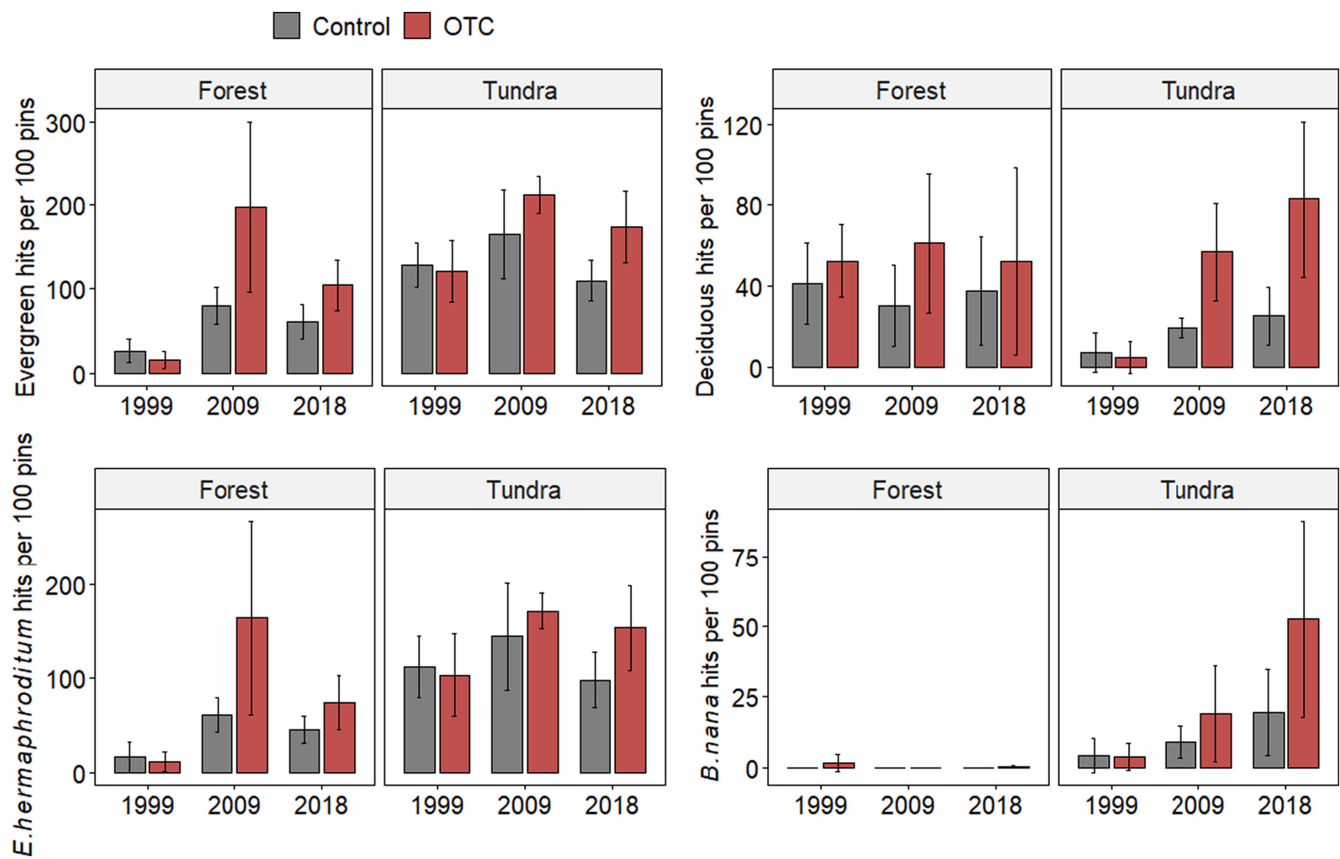 Control OTC
Evergreen hits per 100 pins
Forest Tundra
300
200
100
0
1999 2009 2018 1999 2009 2018
Deciduous hits per 100 pins
Forest Tundra
120
80
40
0
1999 2009 2018 1999 2009 2018
E.hermaphroditum hits per 100 pins
Forest Tundra
200
100
0
1999 2009 2018 1999 2009 2018
B.nana hits per 100 pins
Forest Tundra
75
50
25
0
1999 2009 2018 1999 2009 2018